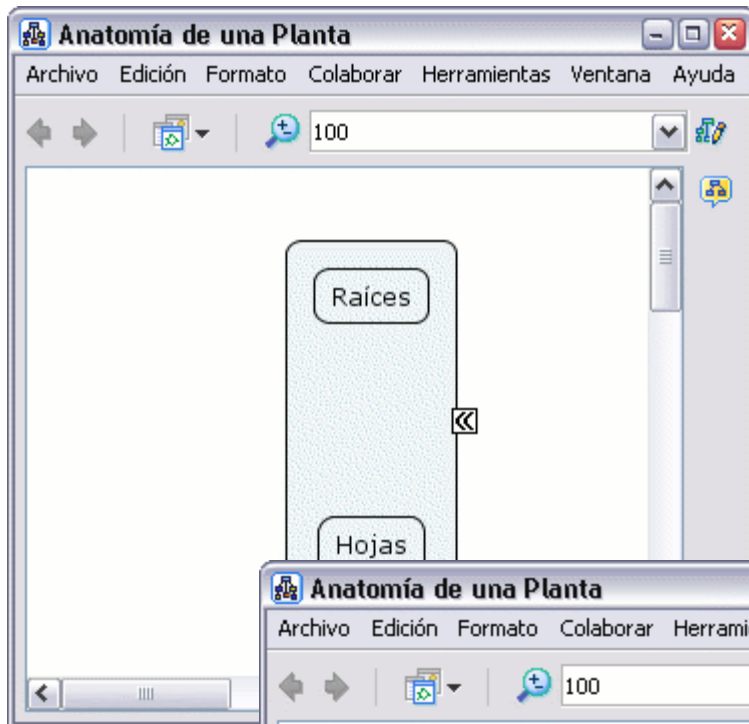 Anatomía de una Planta
Archivo Edición Formato Colaborar Herramientas Ventana Ayuda
100
Raíces
Hojas
Anatomía de una Planta
Archivo Edición Formato Colaborar Herrami
100